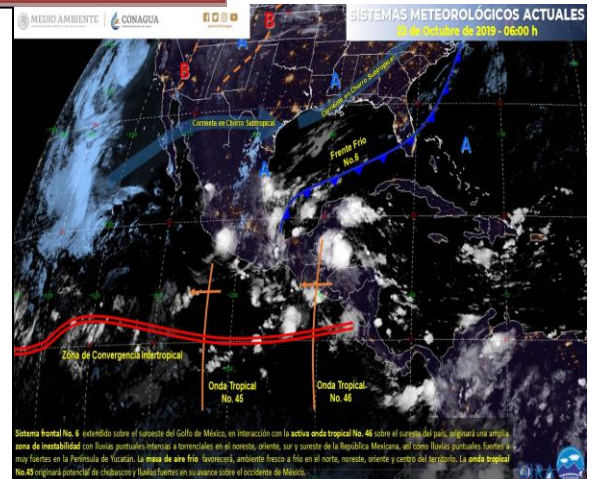 MEDIO AMBIENTE
CONAGUA
SISTEMAS METEOROLÓGICOS ACTUALES
23 de Octubre de 2019 - 06:00 h
B
B
A
A
Corriente en Chorro Subtropical
Corriente en Chorro Subtropical
Frente Frío
No.6
A
A
Zona de Convergencia Intertropical
Onda Tropical
No. 45
Onda Tropical
No. 46
Sistema frontal No. 6 extendido sobre el suroeste del Golfo de México, en interacción con la activa onda tropical No. 46 sobre el sureste del país, originará una amplia
zona de inestabilidad con lluvias puntuales intensas a torrenciales en el noreste, oriente, sur y sureste de la República Mexicana, así como lluvias puntuales fuertes a
muy fuertes en la Península de Yucatán. La masa de aire frío favorecerá, ambiente fresco a frío en el norte, noreste, oriente y centro del territorio. La onda tropical
No.45 originará potencial de chubascos y lluvias fuertes en su avance sobre el occidente de México.